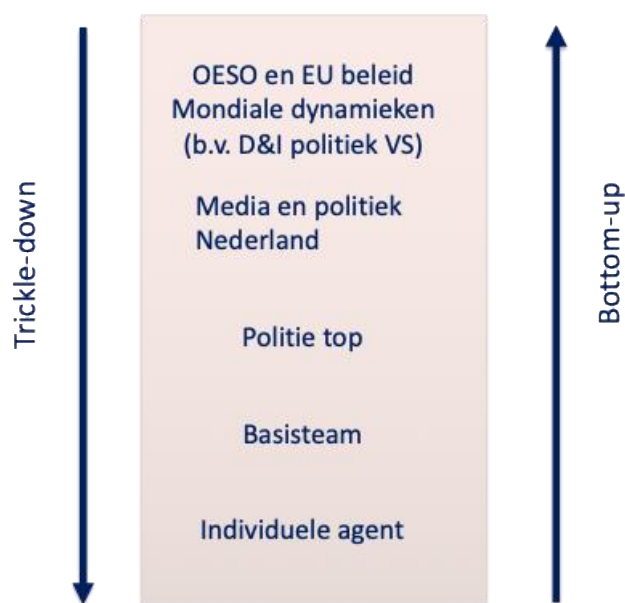 Trickle-down
OESO en EU beleid
Mondiale dynamieken
(b.v. D&I politiek VS)
Media en politiek
Nederland
Politie top
Basisteam
Individuele agent
Bottom-up